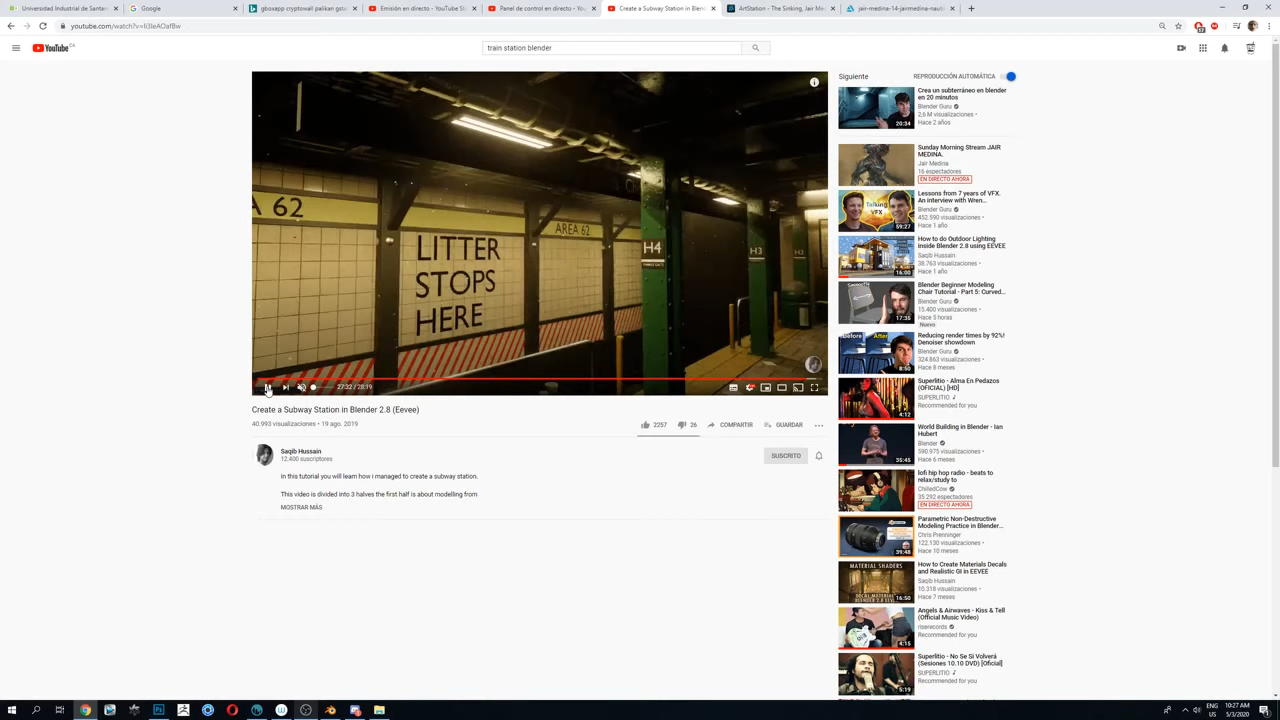 Universidad Industrial de Santan
Google
gboxapp cryptowall palikan gsta
Emisión en directo - YouTube St
Panel de control en directo - Yo
Create a Subway Station in Blen
ArtStation - The Sinking, Jair Me
jair-medina-14-jairmedina-nauti
youtube.com/watch?v=
YouTube CA
train station blender
LITTER
STOPS
HERE
AREA 62
H4
H3
27:32 / 28:19
Create a Subway Station in Blender 2.8 (Eevee)
40.993 visualizaciones • 19 ago. 2019
2257
26
COMPARTIR
GUARDAR
Saqib Hussain
12.400 suscriptores
SUSCRITO
in this tutorial you will learn how i managed to create a subway station.
This video is divided into 3 halves the first half is about modelling from
MOSTRAR MÁS
Siguiente
REPRODUCCIÓN AUTOMÁTICA
20:34
Crea un subterráneo en blender
en 20 minutos
Blender Guru
2,6 M visualizaciones •
Hace 2 años
Sunday Morning Stream JAIR
MEDINA.
Jair Medina
16 espectadores
EN DIRECTO AHORA
Talking
VFX
59:27
Lessons from 7 years of VFX.
An interview with Wren...
Blender Guru
452.590 visualizaciones •
Hace 1 año
16:00
How to do Outdoor Lighting
inside Blender 2.8 using EEVEE
Saqib Hussain
38.763 visualizaciones •
Hace 1 año
17:35
Blender Beginner Modeling
Chair Tutorial - Part 5: Curved...
Blender Guru
15.400 visualizaciones •
Hace 5 horas
Nuevo
Before
After
8:50
Reducing render times by 92%!
Denoiser showdown
Blender Guru
324.863 visualizaciones •
Hace 8 meses
4:12
Superlitio - Alma En Pedazos
(OFICIAL) [HD]
SUPERLITIO
Recommended for you
35:45
World Building in Blender - Ian
Hubert
Blender
590.975 visualizaciones •
Hace 6 meses
lofi hip hop radio - beats to
relax/study to
ChilledCow
35.292 espectadores
EN DIRECTO AHORA
39:48
Parametric Non-Destructive
Modeling Practice in Blender...
Chris Prenninger
122.130 visualizaciones •
Hace 10 meses
MATERIAL SHADERS
16:50
How to Create Materials Decals
and Realistic GI in EEVEE
Saqib Hussain
10.318 visualizaciones •
Hace 7 meses
4:15
Angels & Airwaves - Kiss & Tell
(Official Music Video)
riserecords
Recommended for you
5:19
Superlitio - No Se Si Volverá
(Sesiones 10.10 DVD) [Oficial]
SUPERLITIO
Recommended for you
ENG
US
10:27 AM
5/3/2020